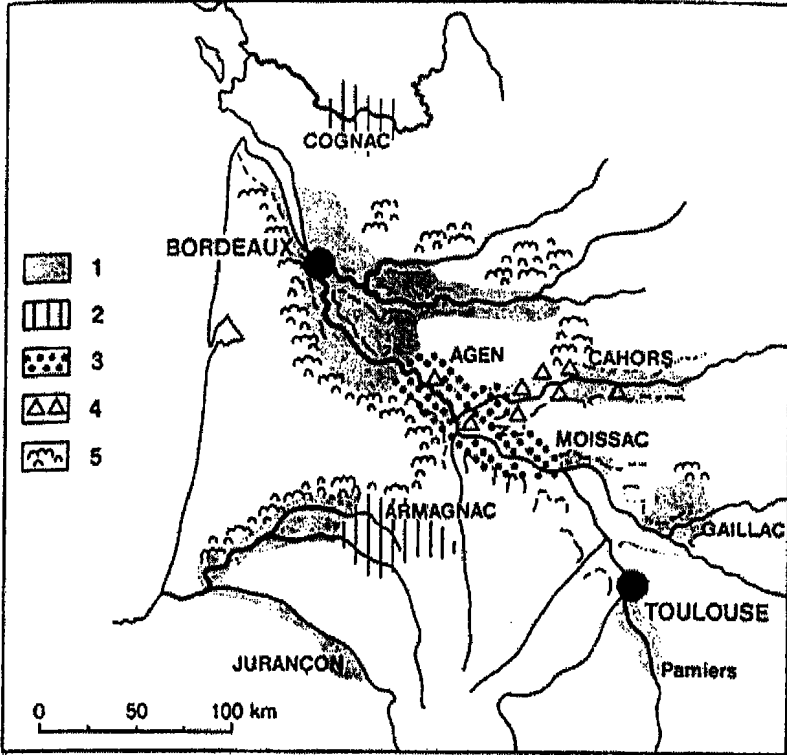 COGNAC
BORDEAUX
1
2
3
4
5
AGEN
CAHORS
MOISSAC
ARMAGNAC
GAILLAC
TOULOUSE
JURANÇON
Pamiers
0 50 100 km